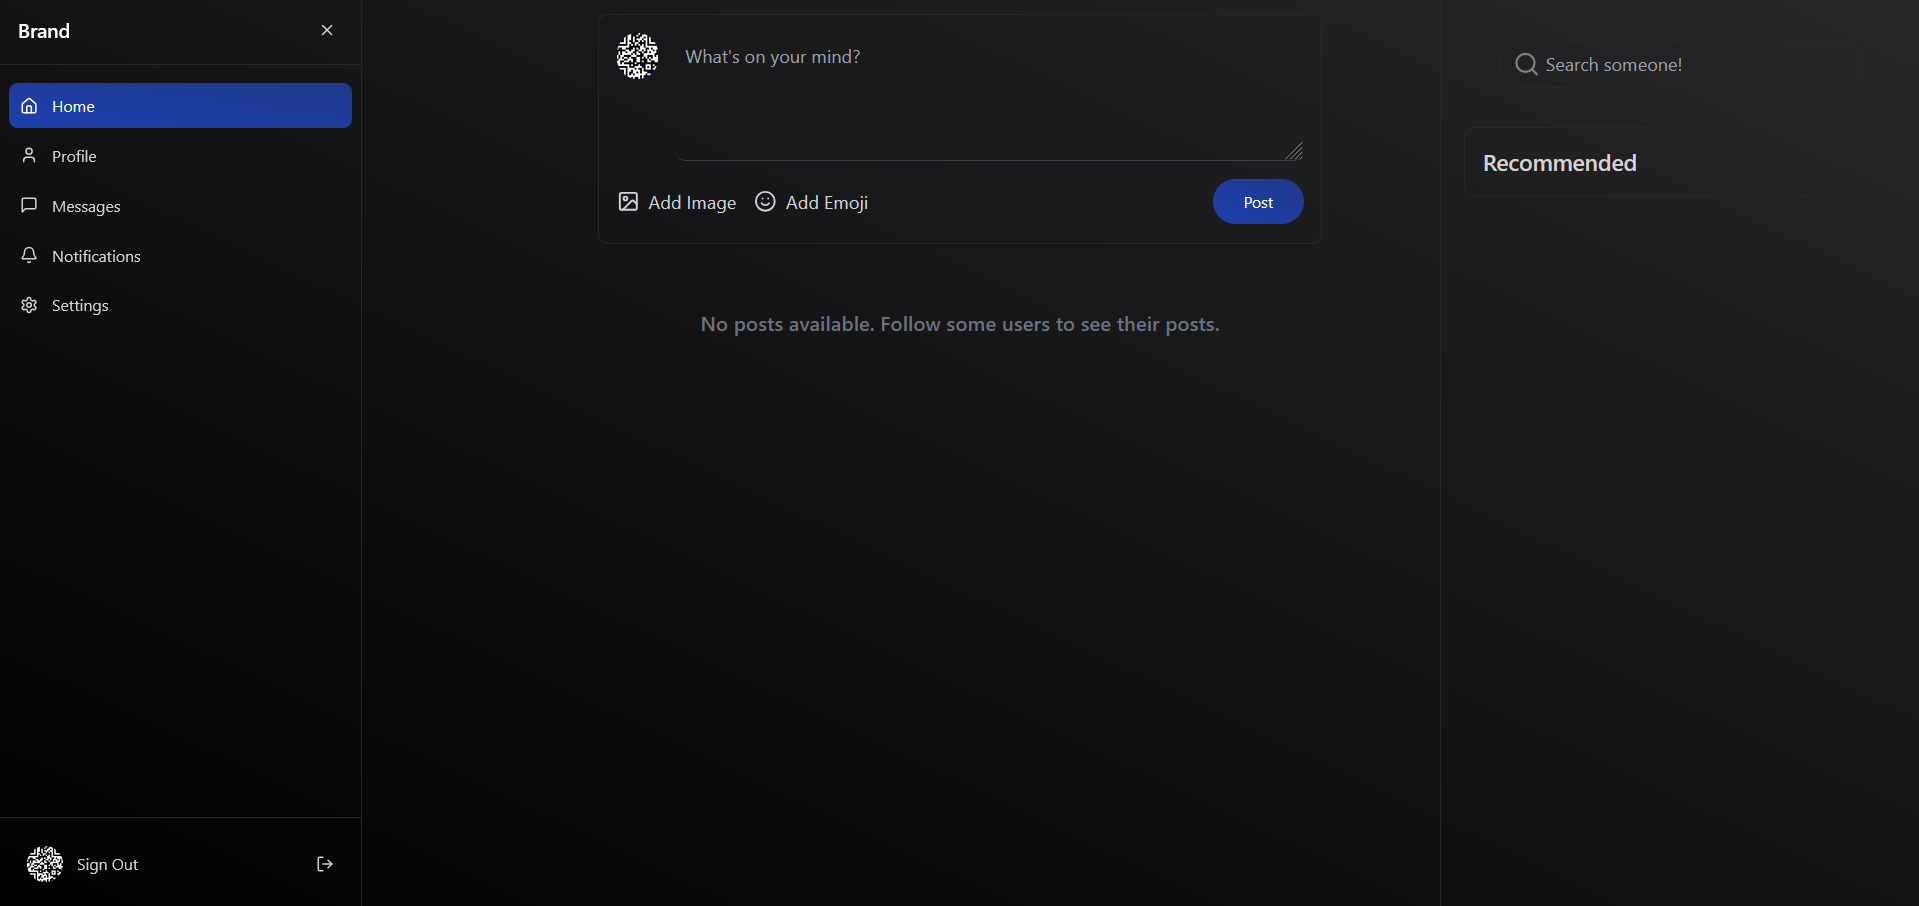 Brand
Home
Profile
Messages
Notifications
Settings
Sign Out
What's on your mind?
Add Image
Add Emoji
Post
No posts available. Follow some users to see their posts.
Search someone!
Recommended